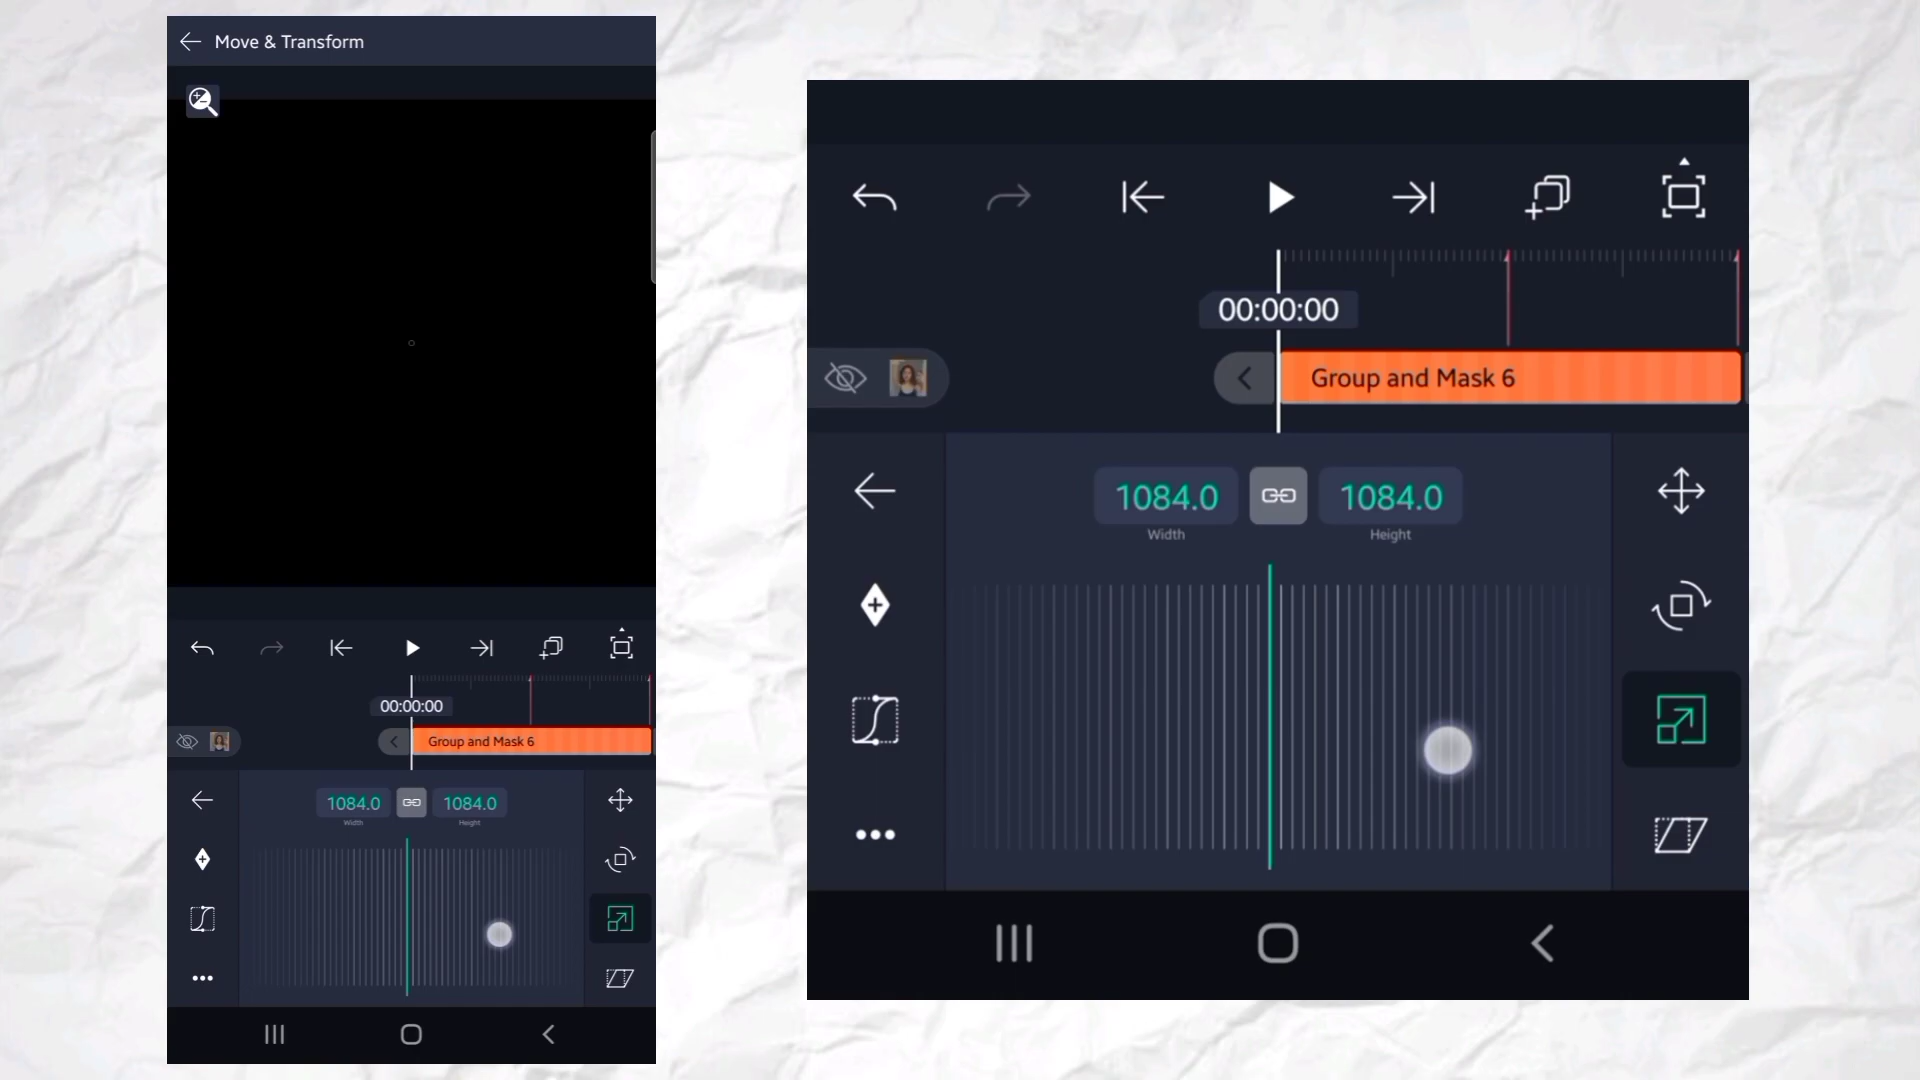 Move & Transform
00:00:00
Group and Mask 6
1084.0
1084.0
Width
Height
00:00:00
Group and Mask 6
1084.0
1084.0
Width
Height